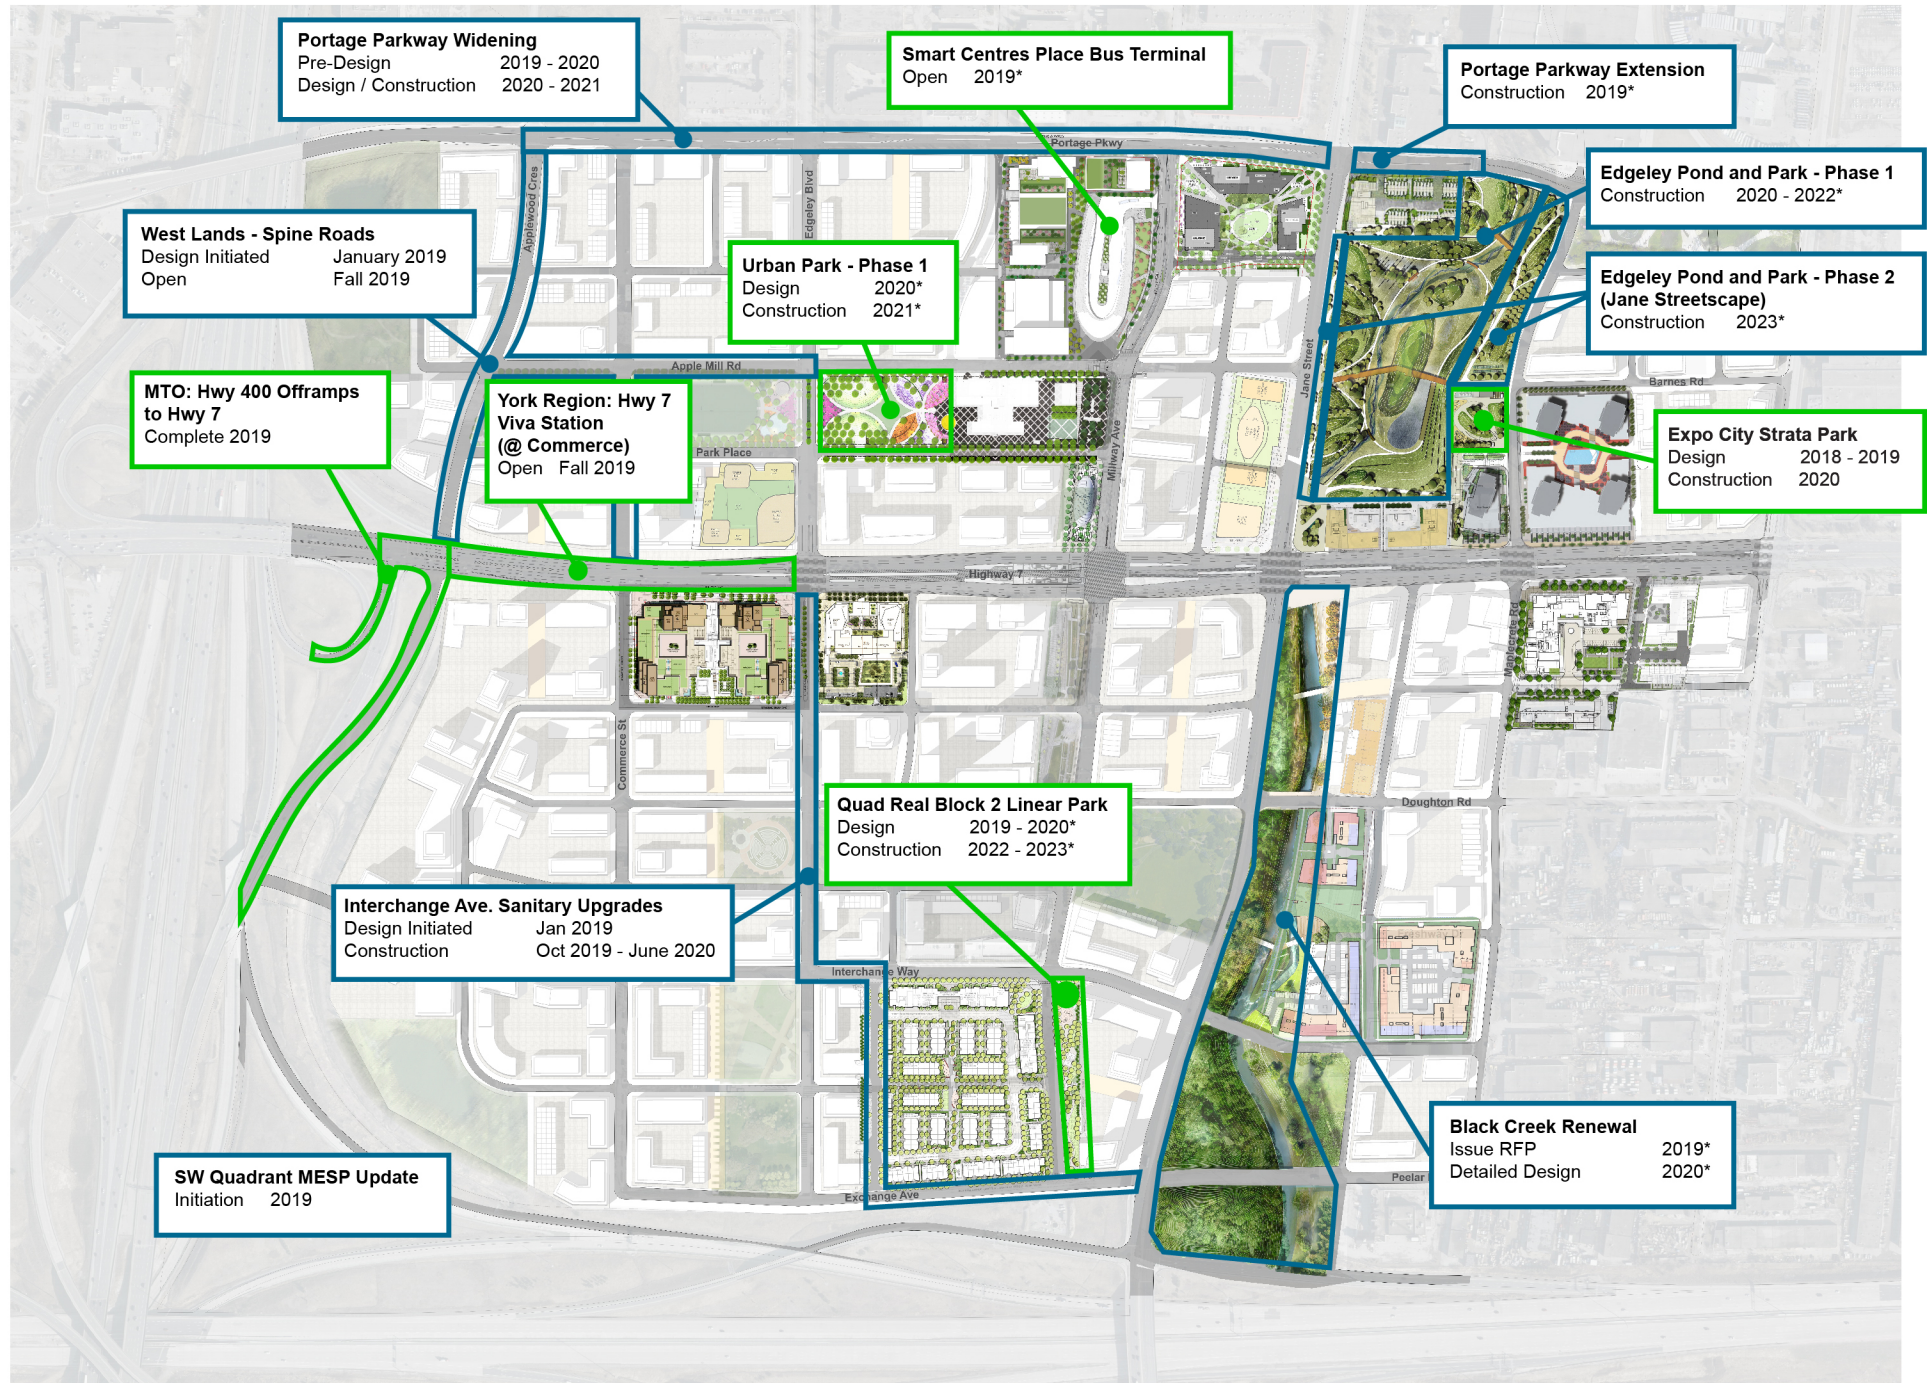 Portage Parkway Widening
Pre-Design 2019 - 2020
Design / Construction 2020 - 2021
Smart Centres Place Bus Terminal
Open 2019*
Portage Parkway Extension
Construction 2019*
Portage Pkwy
Edgeley Pond and Park - Phase 1
Construction 2020 - 2022*
Applewood Cres
Edgeley Blvd
West Lands - Spine Roads
Design Initiated January 2019
Open Fall 2019
Urban Park - Phase 1
Design 2020*
Construction 2021*
Edgeley Pond and Park - Phase 2
(Jane Streetscape)
Construction 2023*
Jane Street
Apple Mill Rd
Barnes Rd
MTO: Hwy 400 Offramps
to Hwy 7
Complete 2019
York Region: Hwy 7
Viva Station
(@ Commerce)
Open Fall 2019
Park Place
Millway Ave
Expo City Strata Park
Design 2018 - 2019
Construction 2020
Highway 7
Maplecrete Rd
Commerce St
Doughton Rd
Quad Real Block 2 Linear Park
Design 2019 - 2020*
Construction 2022 - 2023*
Interchange Ave. Sanitary Upgrades
Design Initiated Jan 2019
Construction Oct 2019 - June 2020
Interchange Way
Black Creek Renewal
Issue RFP 2019*
Detailed Design 2020*
SW Quadrant MESP Update
Initiation 2019
Peelar
Exchange Ave